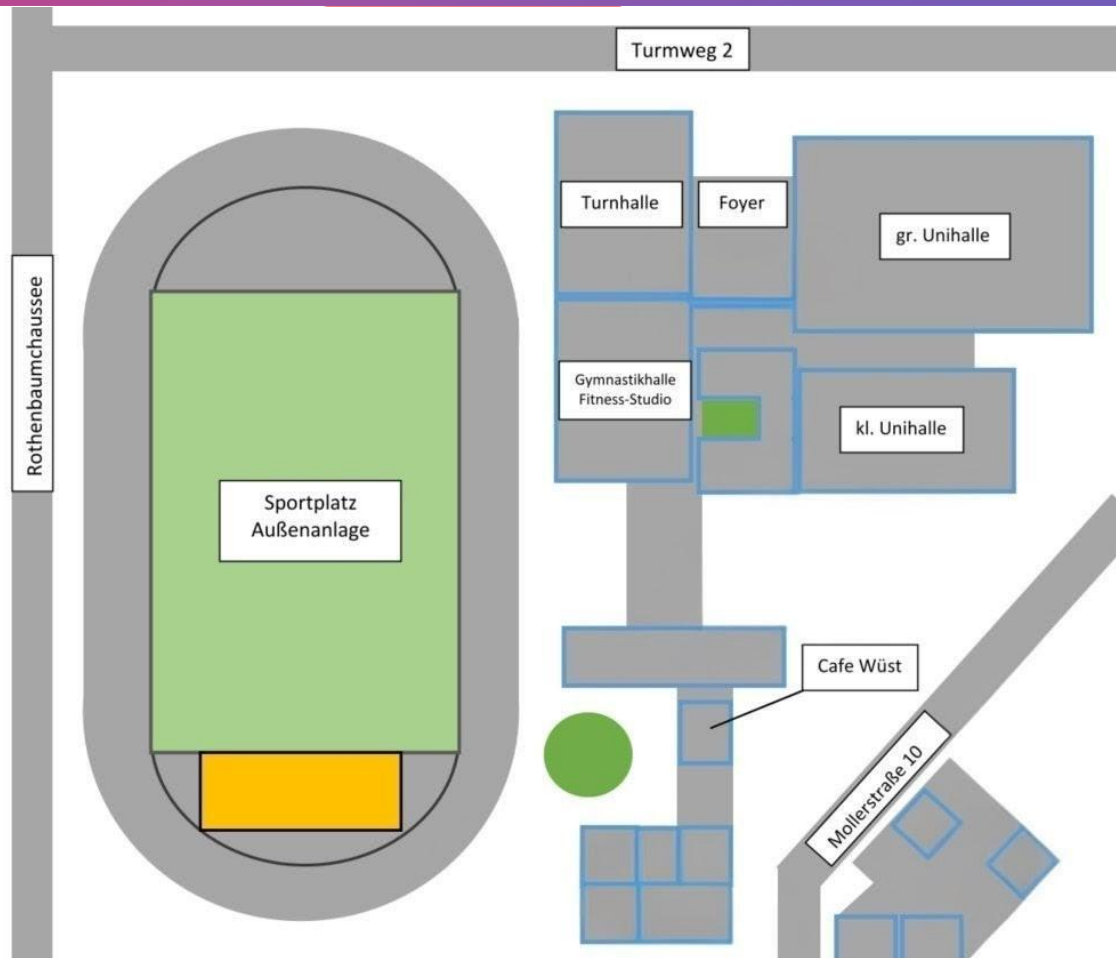 Turmweg 2
Turnhalle
Foyer
gr. Unihalle
Rothenbaumchaussee
Gymnastikhalle
Fitness-Studio
kl. Unihalle
Sportplatz
Außenanlage
Cafe Wüst
Mollerstraße 10